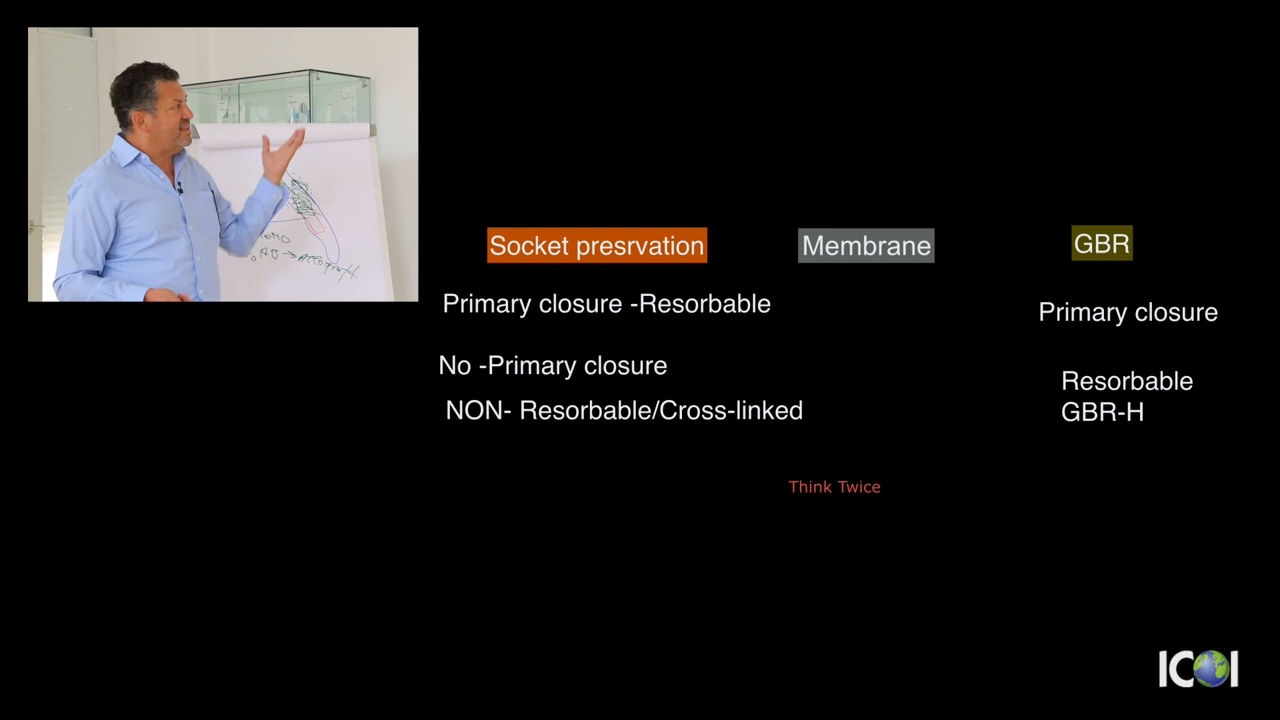 Socket presrvation
Membrane
GBR
Primary closure -Resorbable
Primary closure
No -Primary closure
Resorbable
NON- Resorbable/Cross-linked
GBR-H
Think Twice
ICOI